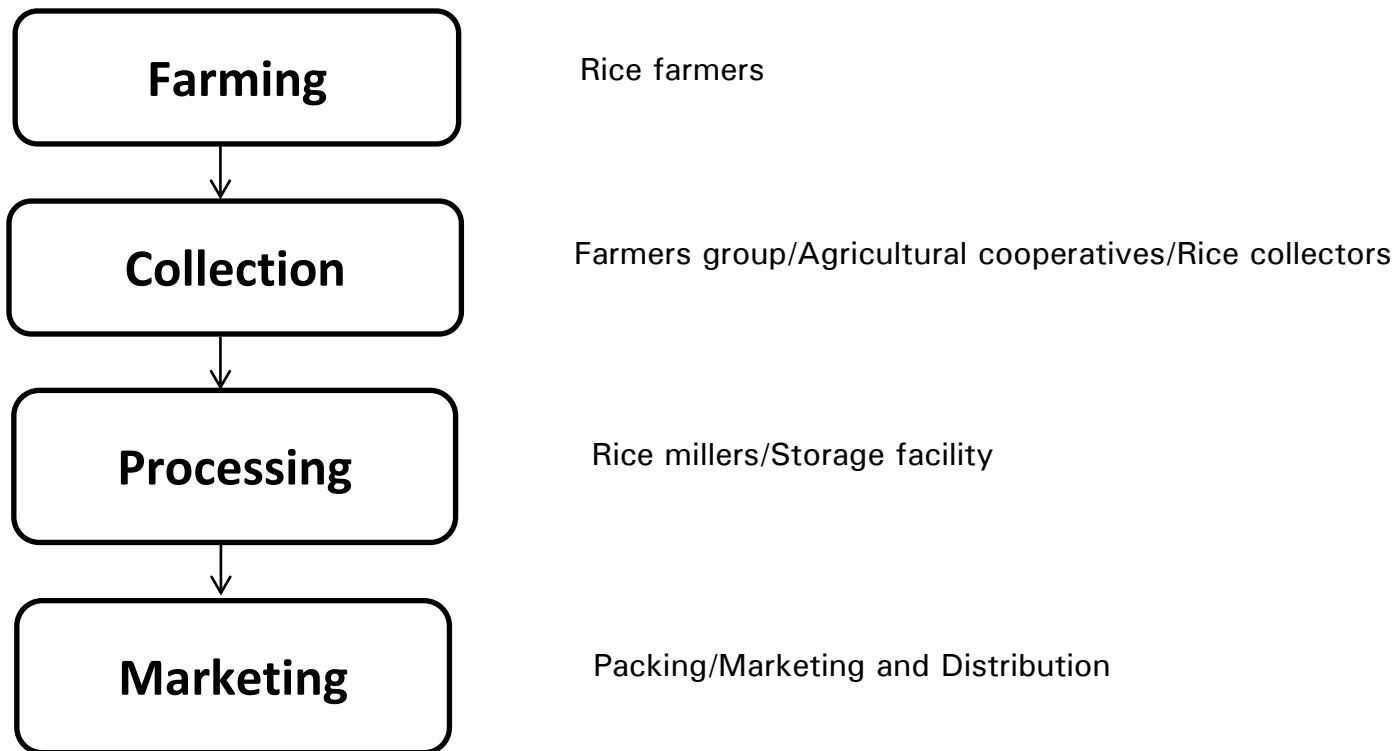 Farming
Rice farmers
Collection
Farmers group/Agricultural cooperatives/Rice collectors
Processing
Rice millers/Storage facility
Marketing
Packing/Marketing and Distribution